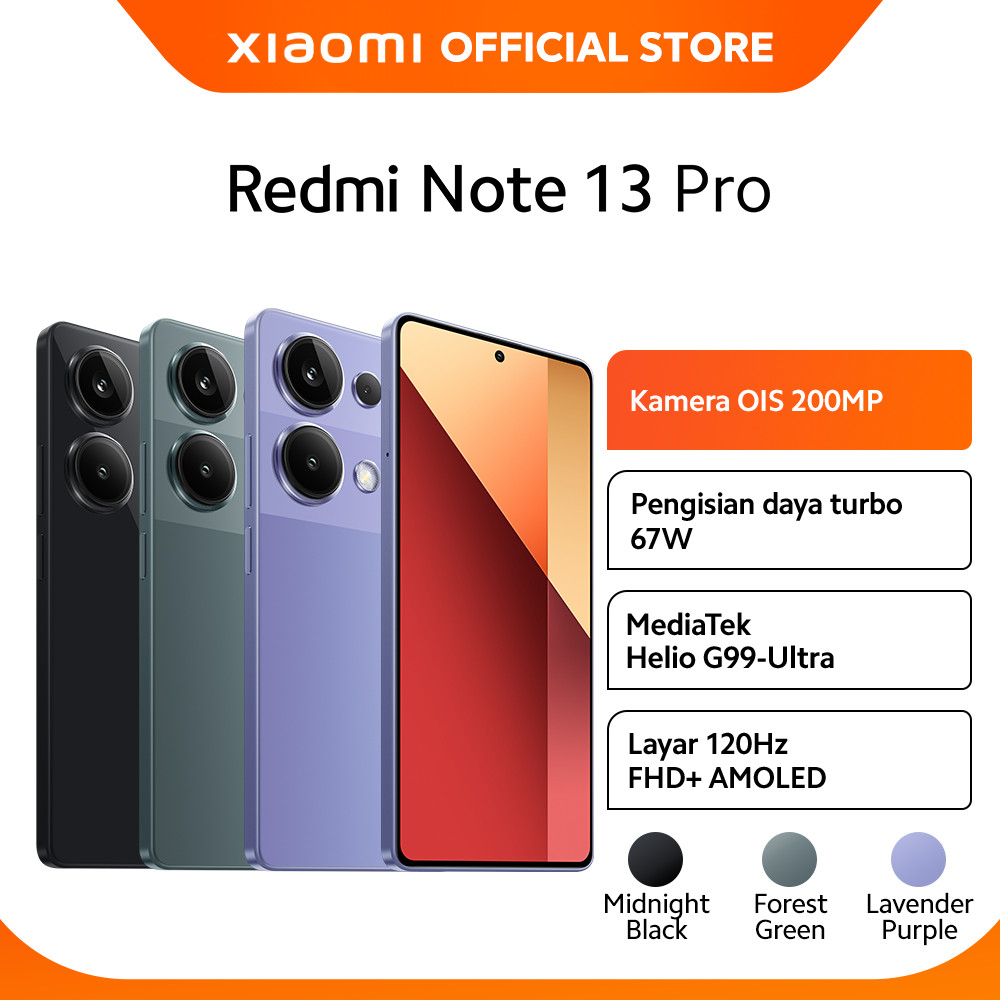 xiaomi OFFICIAL STORE
Redmi Note 13 Pro
Kamera OIS 200MP
Pengisian daya turbo
67W
MediaTek
Helio G99-Ultra
Layar 120Hz
FHD+ AMOLED
Midnight
Black
Forest
Green
Lavender
Purple